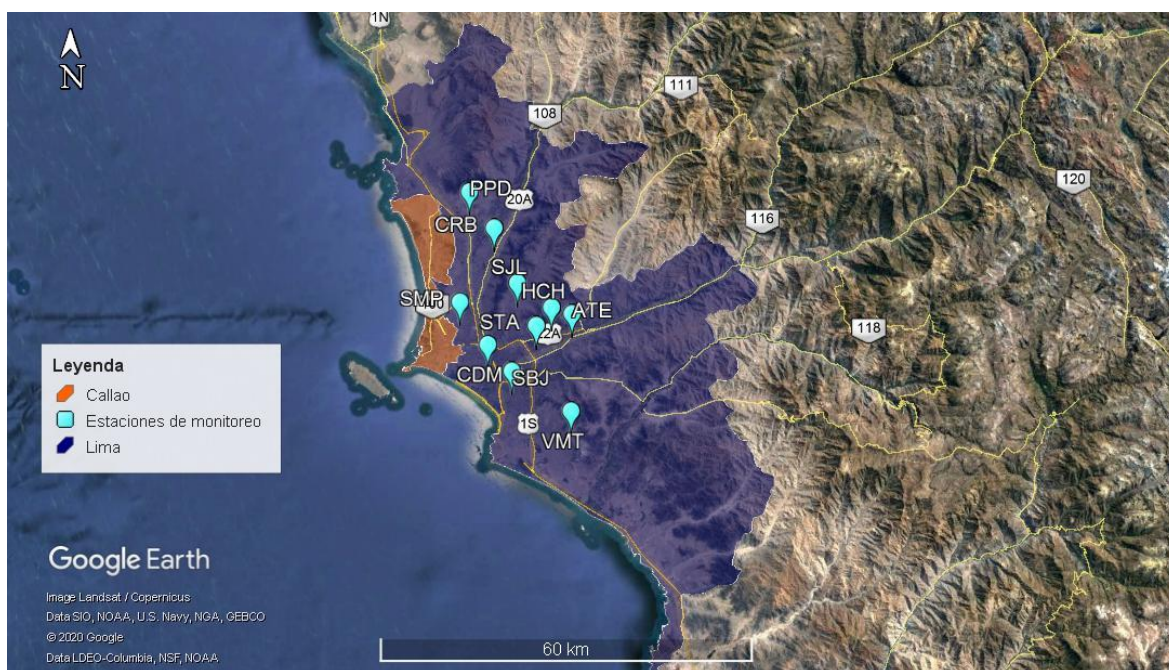 1N
N
111
108
120
PPD
20A
116
CRB
SJL
HCH
SMP
ATE
STA
22A
118
Leyenda
Callao
Estaciones de monitoreo
Lima
CDM
SBJ
1S
VMT
Google Earth
Image Landsat / Copernicus
Data SIO, NOAA, U.S. Navy, NGA, GEBCO
© 2020 Google
Data LDEO-Columbia, NSF, NOAA
60 km